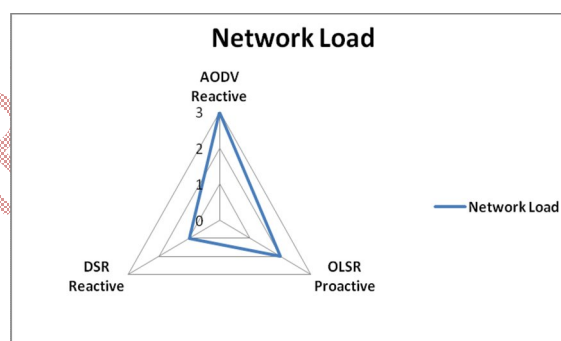 Network Load
AODV
Reactive
3
2
1
0
DSR
Reactive
OLSR
Proactive
Network Load